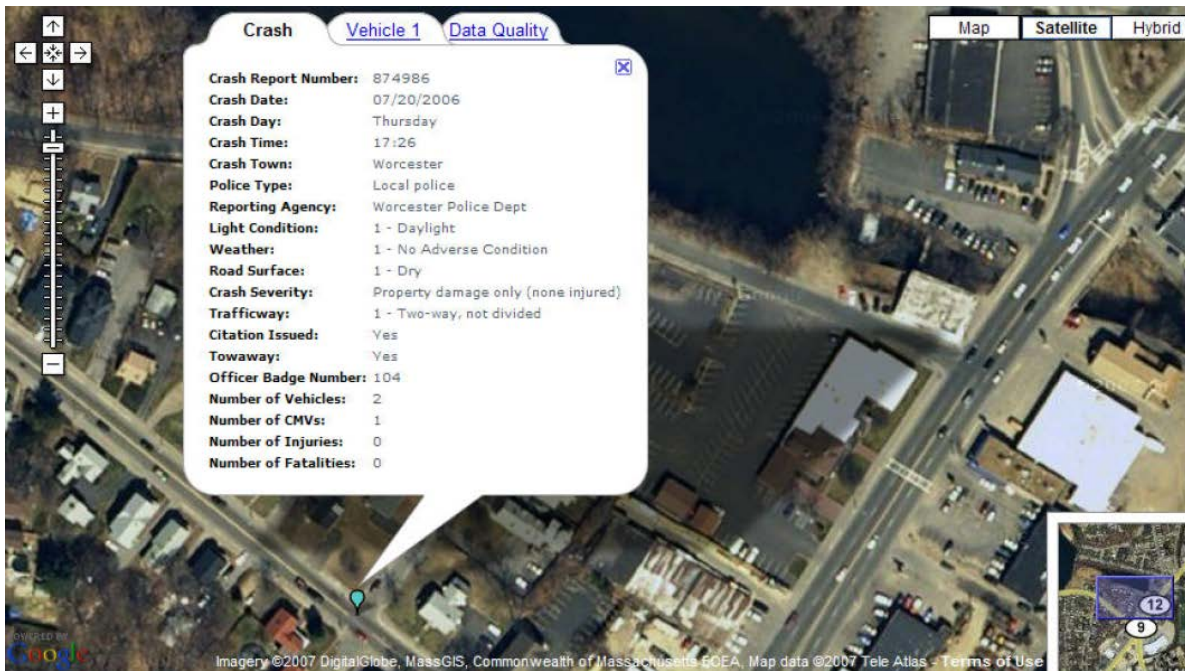 Crash Vehicle 1 Data Quality
Map Satellite Hybrid
Crash Report Number: 874986
Crash Date: 07/20/2006
Crash Day: Thursday
Crash Time: 17:26
Crash Town: Worcester
Police Type: Local police
Reporting Agency: Worcester Police Dept
Light Condition: 1 - Daylight
Weather: 1 - No Adverse Condition
Road Surface: 1 - Dry
Crash Severity: Property damage only (none injured)
Trafficway: 1 - Two-way, not divided
Citation Issued: Yes
Towaway: Yes
Officer Badge Number: 104
Number of Vehicles: 2
Number of CMVs: 1
Number of Injuries: 0
Number of Fatalities: 0
12
9
POWERED BY
Google
Imagery ©2007 DigitalGlobe, MassGIS, Commonwealth of Massachusetts EOEA, Map data ©2007 Tele Atlas - Terms of Use